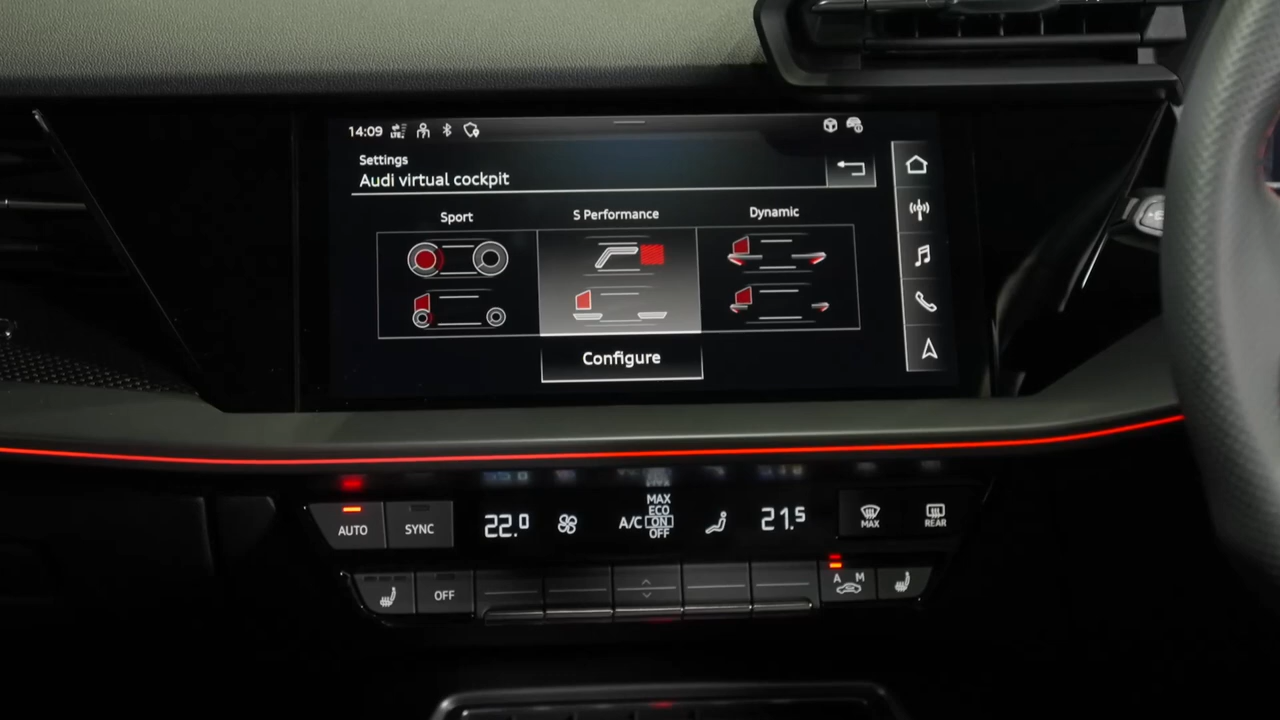 14:09 LTE
Settings
Audi virtual cockpit
Sport
S Performance
Dynamic
Configure
AUTO
SYNC
22.0
A/C
MAX
ECO
ON
OFF
21.5
MAX
REAR
OFF
A M